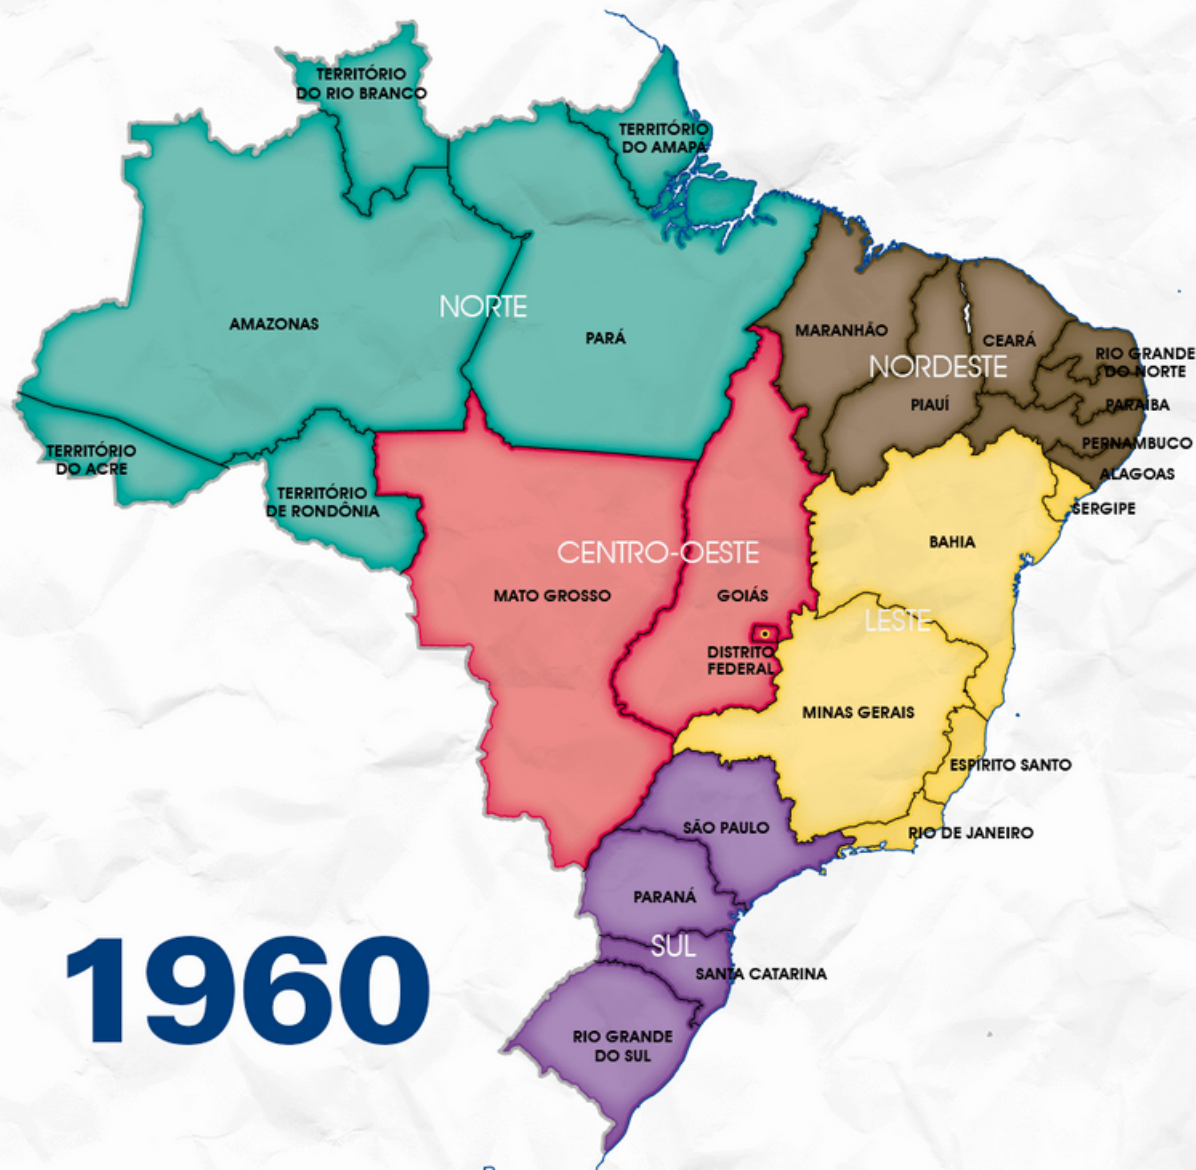 TERRITÓRIO
DO RIO BRANCO
TERRITÓRIO
DO AMAPÁ
NORTE
AMAZONAS
PARÁ
MARANHÃO
CEARÁ
RIO GRANDE
DO NORTE
NORDESTE
PIAUÍ
PARAÍBA
PERNAMBUCO
ALAGOAS
TERRITÓRIO
DO ACRE
TERRITÓRIO
DE RONDÔNIA
SERGIPE
BAHIA
CENTRO-OESTE
MATO GROSSO
GOIÁS
LESTE
DISTRITO
FEDERAL
MINAS GERAIS
ESPÍRITO SANTO
SÃO PAULO
RIO DE JANEIRO
PARANÁ
SUL
SANTA CATARINA
1960
RIO GRANDE
DO SUL